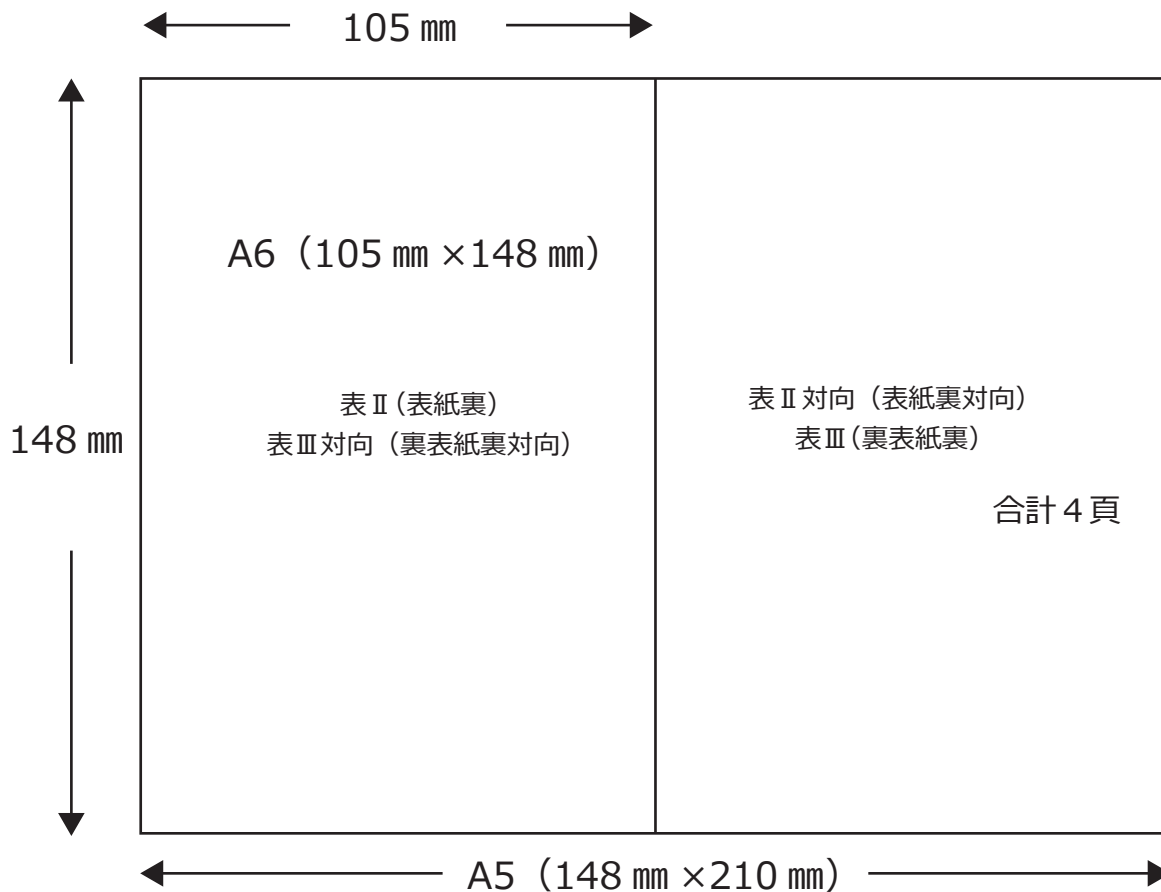 105 ㎜
A6（105 ㎜ ×148 ㎜）
148 ㎜
表Ⅱ（表紙裏）
表Ⅲ対向（裏表紙裏対向）
表Ⅱ対向（表紙裏対向）
表Ⅲ（裏表紙裏）
合計４頁
A5（148 ㎜ ×210 ㎜）